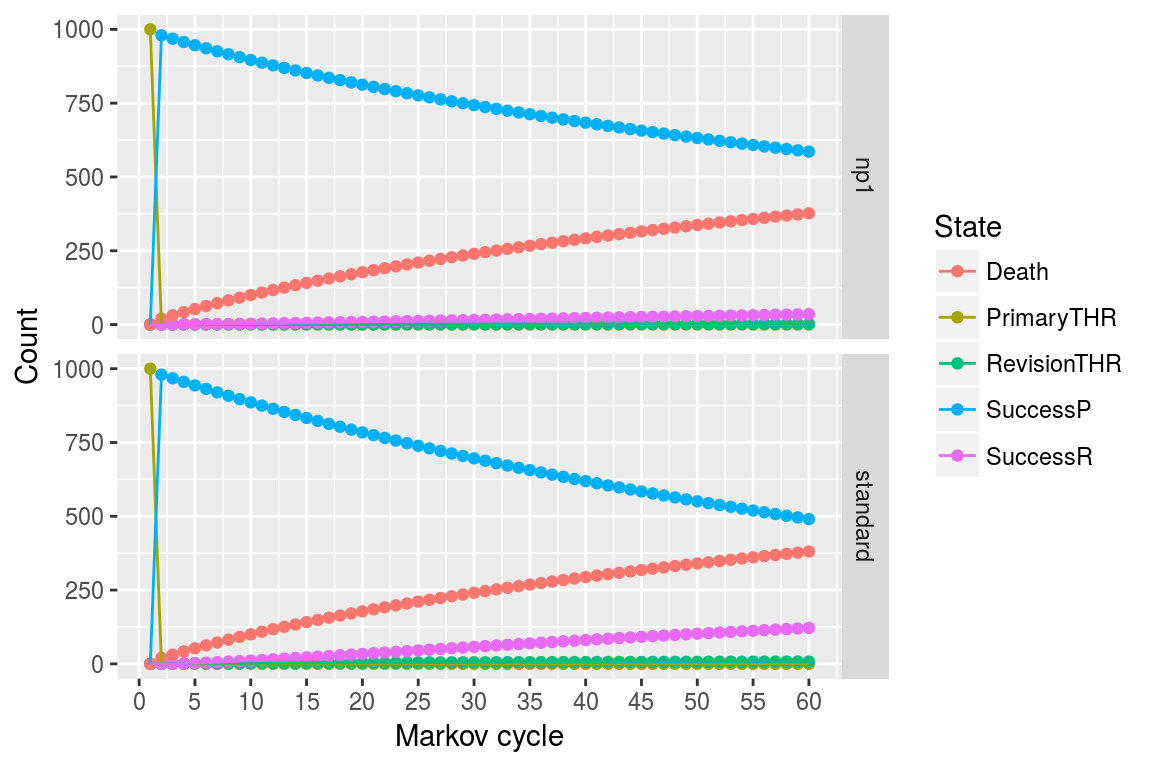 1000
750
500
250
0
np1
1000
750
500
250
0
standard
Count
0 5 10 15 20 25 30 35 40 45 50 55 60
Markov cycle
State
Death
PrimaryTHR
RevisionTHR
SuccessP
SuccessR